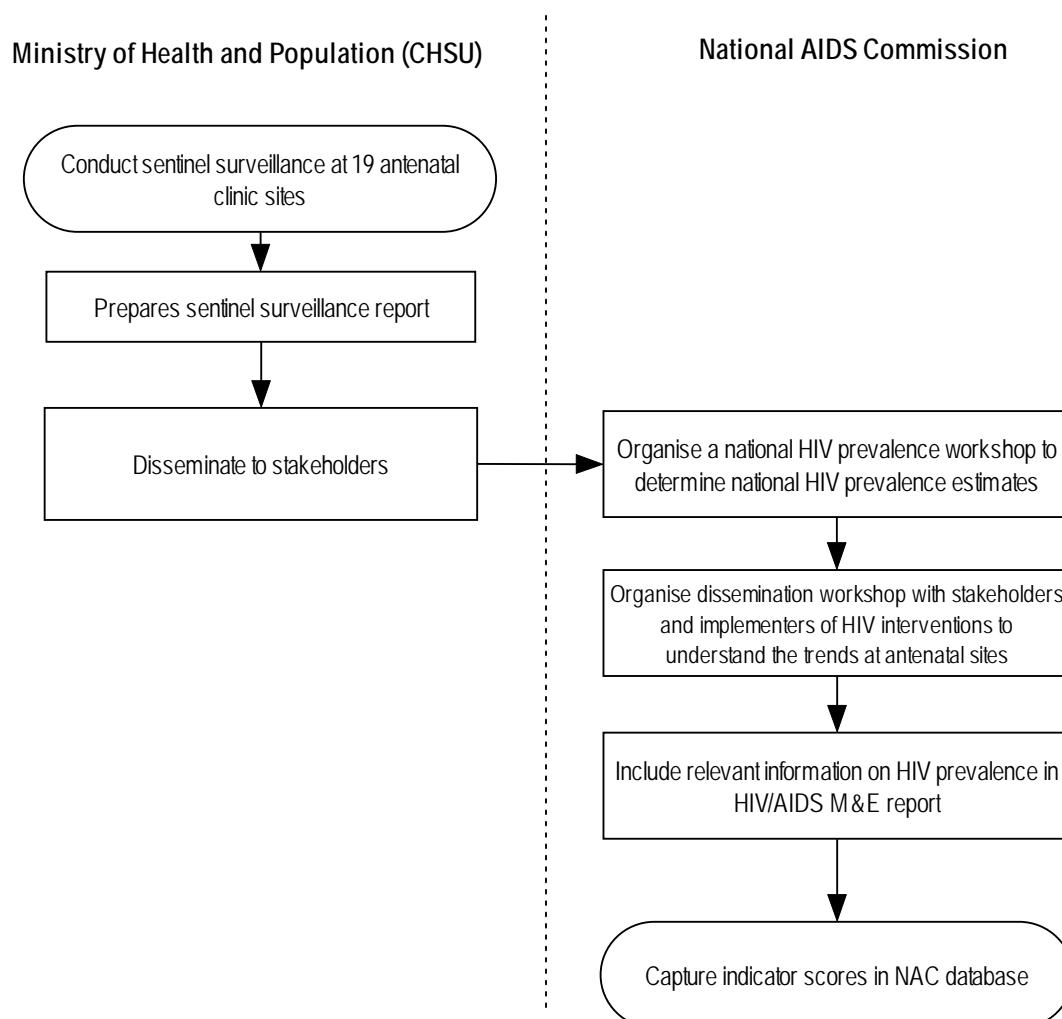 Ministry of Health and Population (CHSU)
National AIDS Commission
Conduct sentinel surveillance at 19 antenatal
clinic sites
Prepares sentinel surveillance report
Disseminate to stakeholders
Organise a national HIV prevalence workshop to
determine national HIV prevalence estimates
Organise dissemination workshop with stakeholders
and implementers of HIV interventions to
understand the trends at antenatal sites
Include relevant information on HIV prevalence in
HIV/AIDS M&E report
Capture indicator scores in NAC database